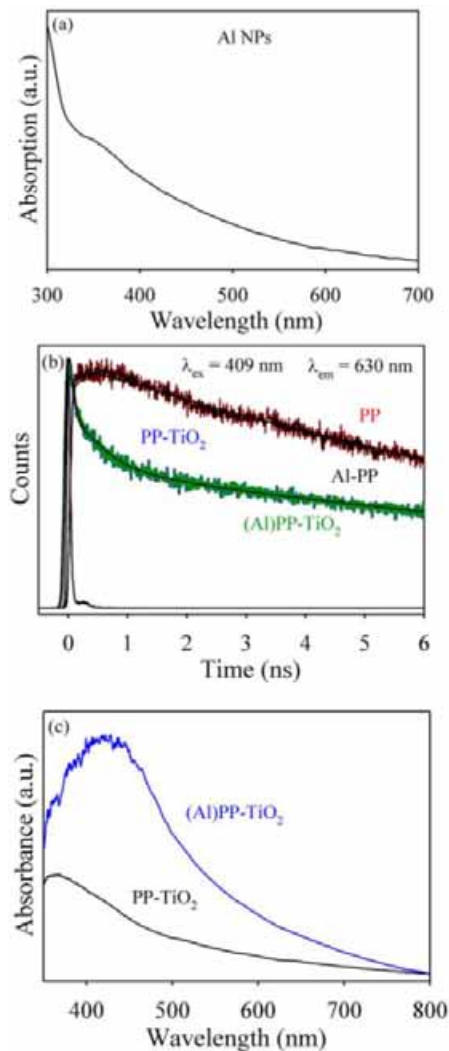 (a)
Al NPs
Absorption (a.u.)
300 400 500 600 700
Wavelength (nm)
(b)
λex = 409 nm λem = 630 nm
PP
PP-TiO2
Al-PP
(Al)PP-TiO2
Counts
0 1 2 3 4 5 6
Time (ns)
(c)
(Al)PP-TiO2
PP-TiO2
Absorbance (a.u.)
400 500 600 700 800
Wavelength (nm)